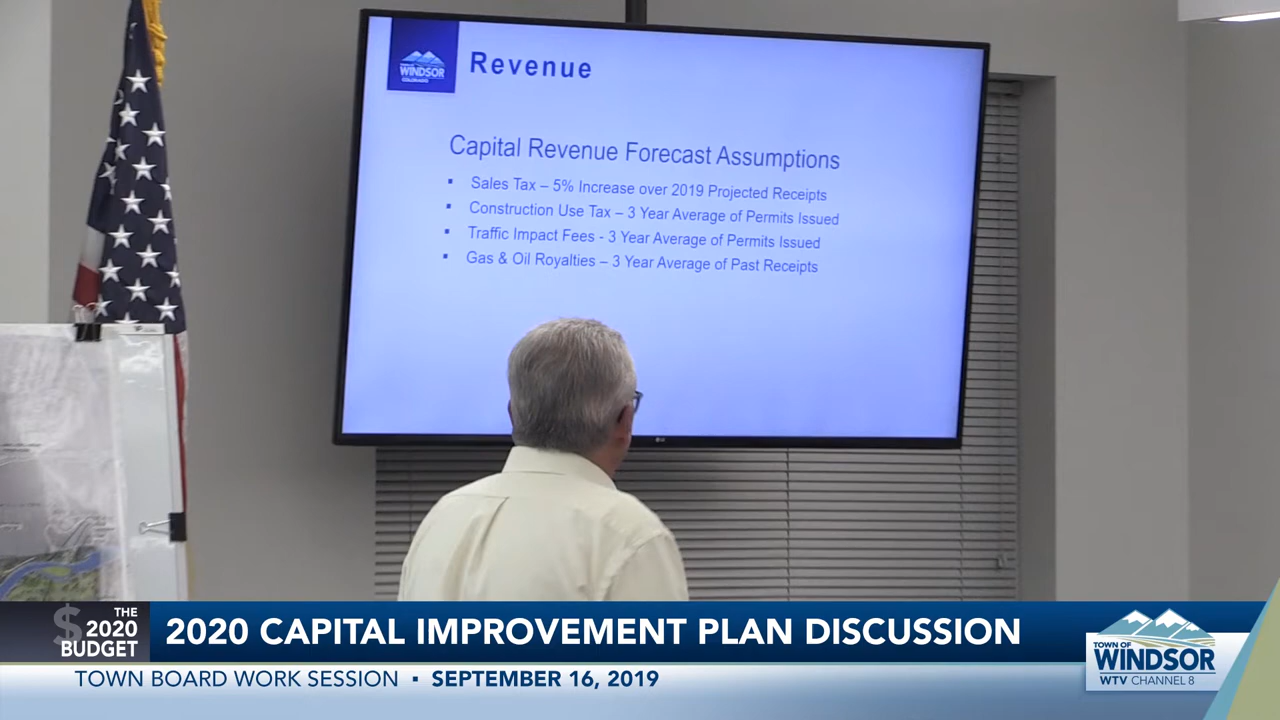 TOWN OF
WINDSOR
COLORADO
Revenue
Capital Revenue Forecast Assumptions
▪ Sales Tax – 5% Increase over 2019 Projected Receipts
▪ Construction Use Tax – 3 Year Average of Permits Issued
▪ Traffic Impact Fees - 3 Year Average of Permits Issued
▪ Gas & Oil Royalties – 3 Year Average of Past Receipts
LG
$ THE
2020
BUDGET
2020 CAPITAL IMPROVEMENT PLAN DISCUSSION
TOWN BOARD WORK SESSION ▪ SEPTEMBER 16, 2019
TOWN OF
WINDSOR
WTV CHANNEL 8